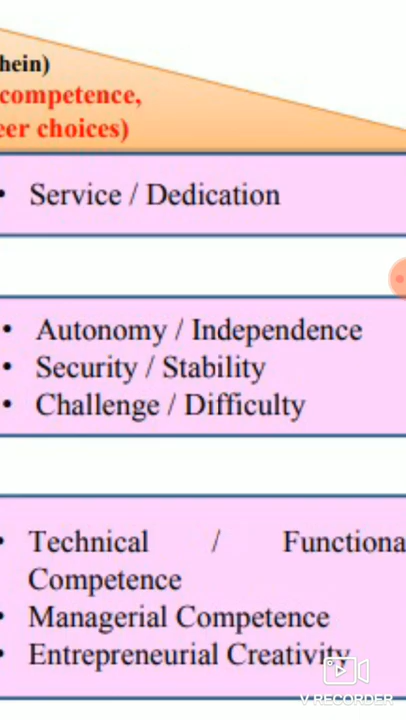 hein)
competence,
eer choices)
• Service / Dedication
• Autonomy / Independence
• Security / Stability
• Challenge / Difficulty
• Technical / Functiona
Competence
• Managerial Competence
• Entrepreneurial Creativity
V RECORDER